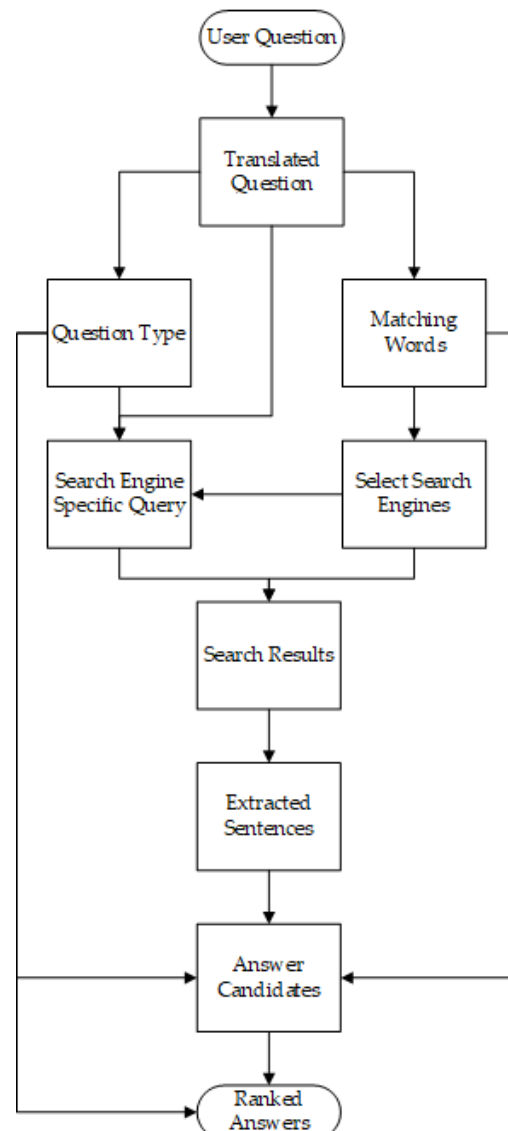 User Question
Translated
Question
Question Type
Matching
Words
Search Engine
Specific Query
Select Search
Engines
Search Results
Extracted
Sentences
Answer
Candidates
Ranked
Answers